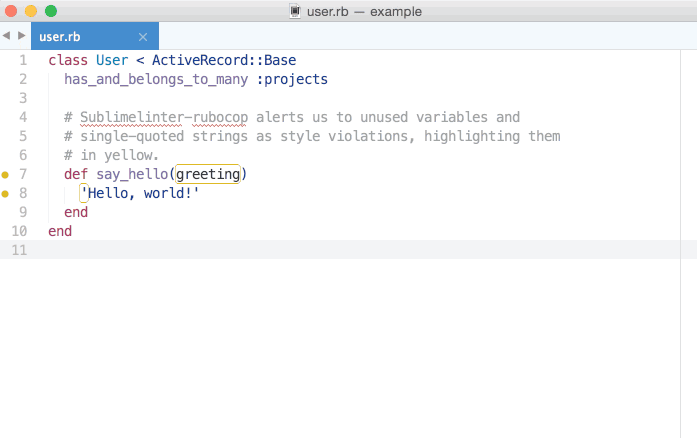 user.rb — example
user.rb
1 class User < ActiveRecord::Base
2   has_and_belongs_to_many :projects
3
4   # Sublimelinter-rubocop alerts us to unused variables and
5   # single-quoted strings as style violations, highlighting them
6   # in yellow.
7   def say_hello(greeting)
8     'Hello, world!'
9   end
10 end
11